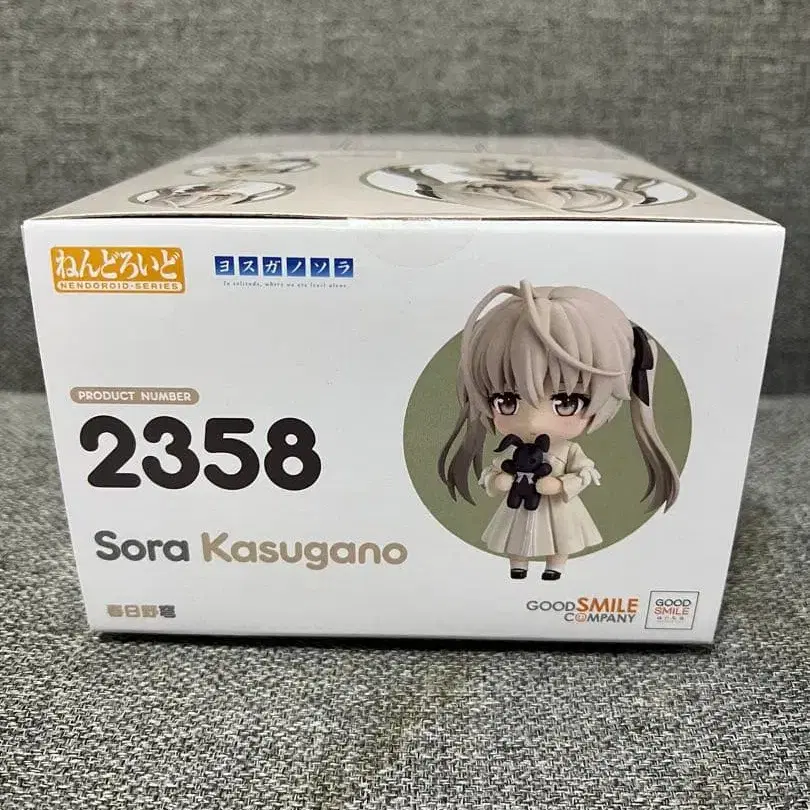 ねんどろいど
NENDOROID-SERIES
ヨスガノソラ
In solitude, where we are least alone.
PRODUCT NUMBER
2358
Sora Kasugano
春日野穹
GOOD SMILE
COMPANY
GOOD
SMILE